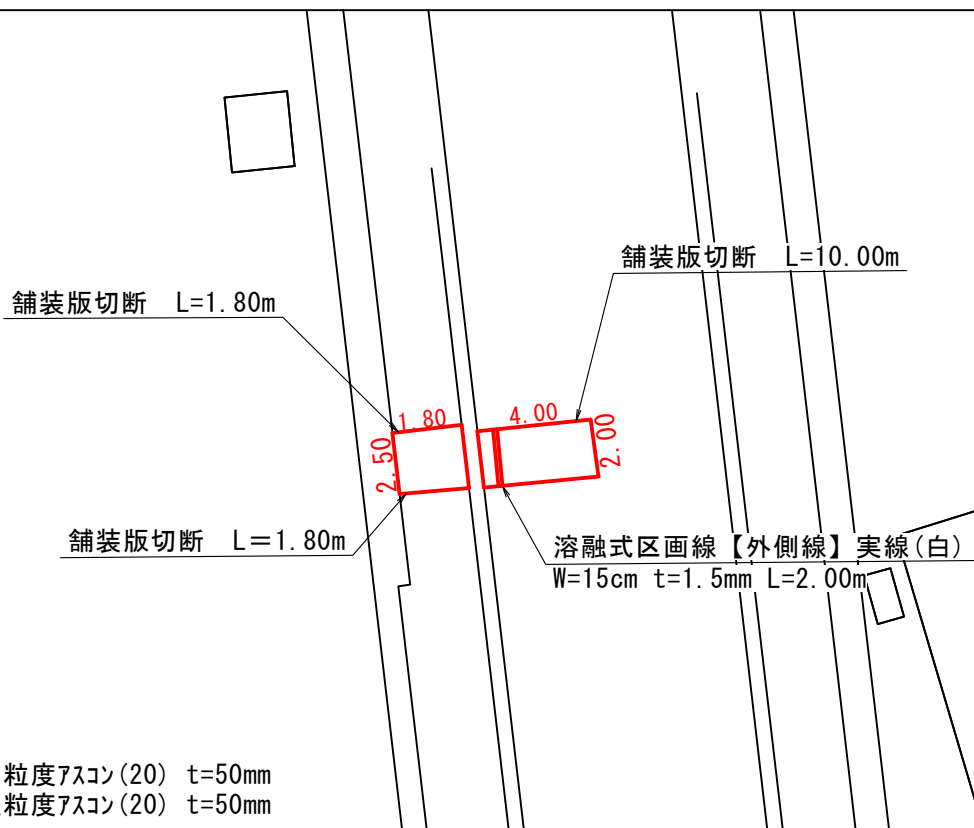 舗装版切断　L=10.00m
舗装版切断　L=1.80m
1.80
4.00
2.00
2.50
舗装版切断　L＝1.80m
溶融式区画線【外側線】実線(白)
W=15cm t=1.5mm L=2.00m
粒度ｱｽｺﾝ(20) t=50mm
粒度ｱｽｺﾝ(20) t=50mm